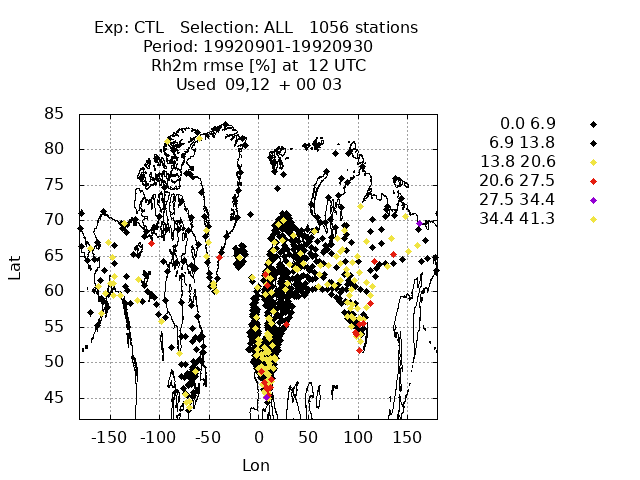 Exp: CTL   Selection: ALL   1056 stations
Period: 19920901-19920930
Rh2m rmse [%] at  12 UTC
Used  09,12  + 00 03
0.0 6.9
6.9 13.8
13.8 20.6
20.6 27.5
27.5 34.4
34.4 41.3
85
80
75
70
65
60
55
50
45
Lat
-150 -100 -50 0 50 100 150
Lon